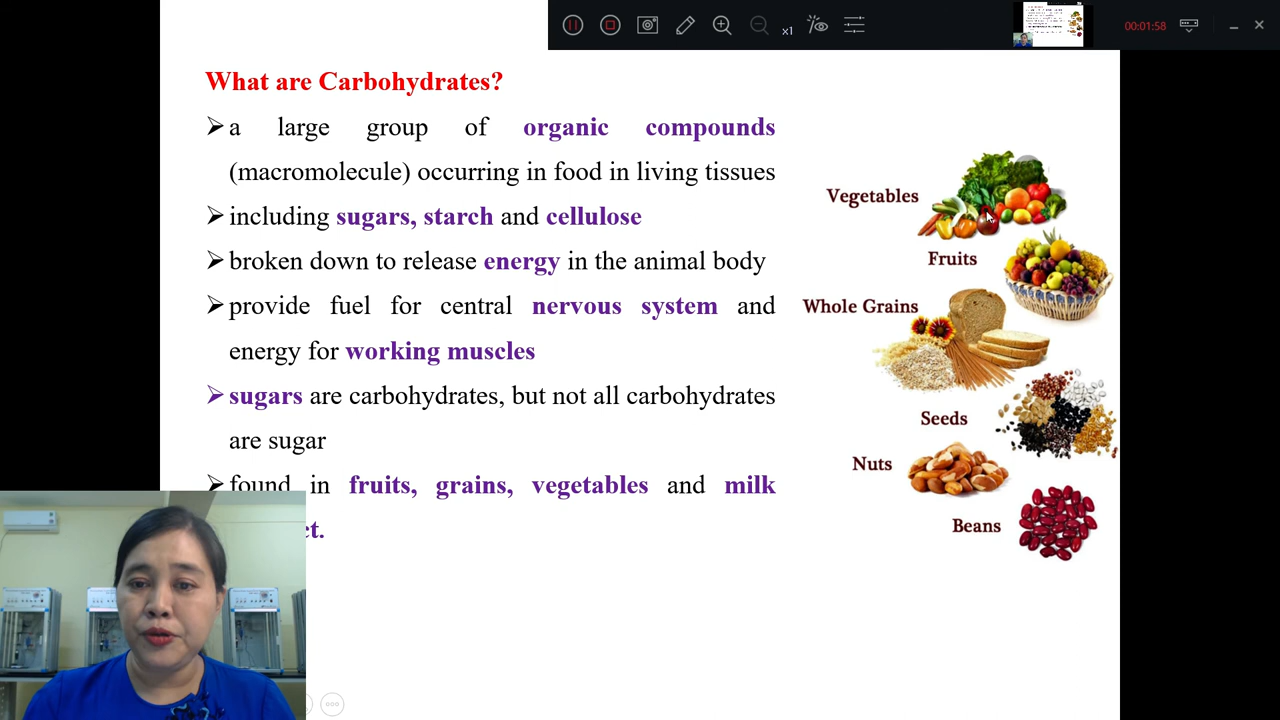 x1
00:01:58
What are Carbohydrates?
a large group of organic compounds
(macromolecule) occurring in food in living tissues
including sugars, starch and cellulose
broken down to release energy in the animal body
provide fuel for central nervous system and
energy for working muscles
sugars are carbohydrates, but not all carbohydrates
are sugar
found in fruits, grains, vegetables and milk
Vegetables
Fruits
Whole Grains
Seeds
Nuts
Beans